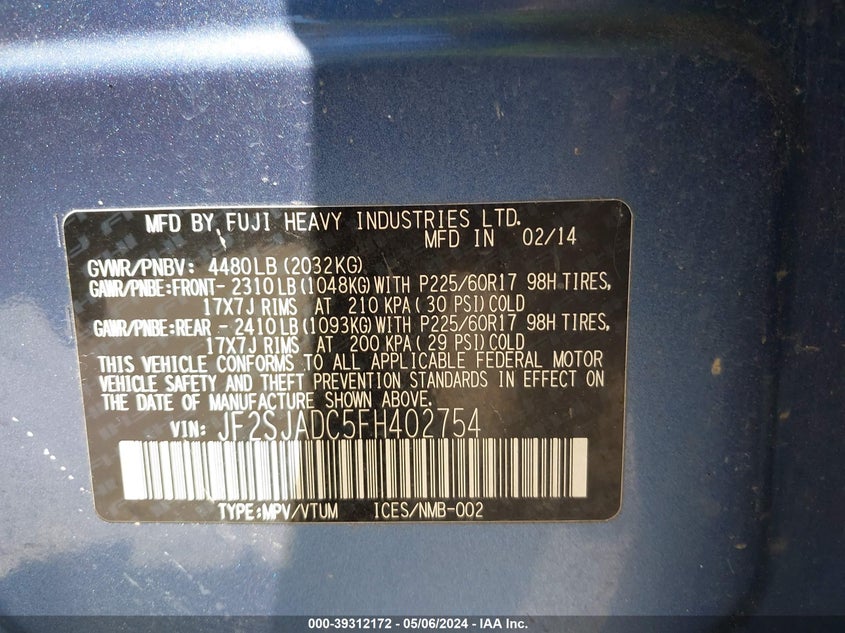 MFD BY FUJI HEAVY INDUSTRIES LTD.
MFD IN 02/14
GVWR/PNBV: 4480LB(2032KG)
GAWR/PNBE:FRONT- 2310LB(1048KG)WITH P225/60R17 98H TIRES,
17X7J RIMS AT 210 KPA(30 PSI)COLD
GAWR/PNBE:REAR - 2410LB(1093KG)WITH P225/60R17 98H TIRES,
17X7J RIMS AT 200 KPA(29 PSI)COLD
THIS VEHICLE CONFORMS TO ALL APPLICABLE FEDERAL MOTOR
VEHICLE SAFETY AND THEFT PREVENTION STANDARDS IN EFFECT ON
THE DATE OF MANUFACTURE SHOWN ABOVE.
VIN: JF2SJADC5FH402754
TYPE:MPV/VTUM ICES/NMB-002
000-39312172 - 05/06/2024 - IAA Inc.